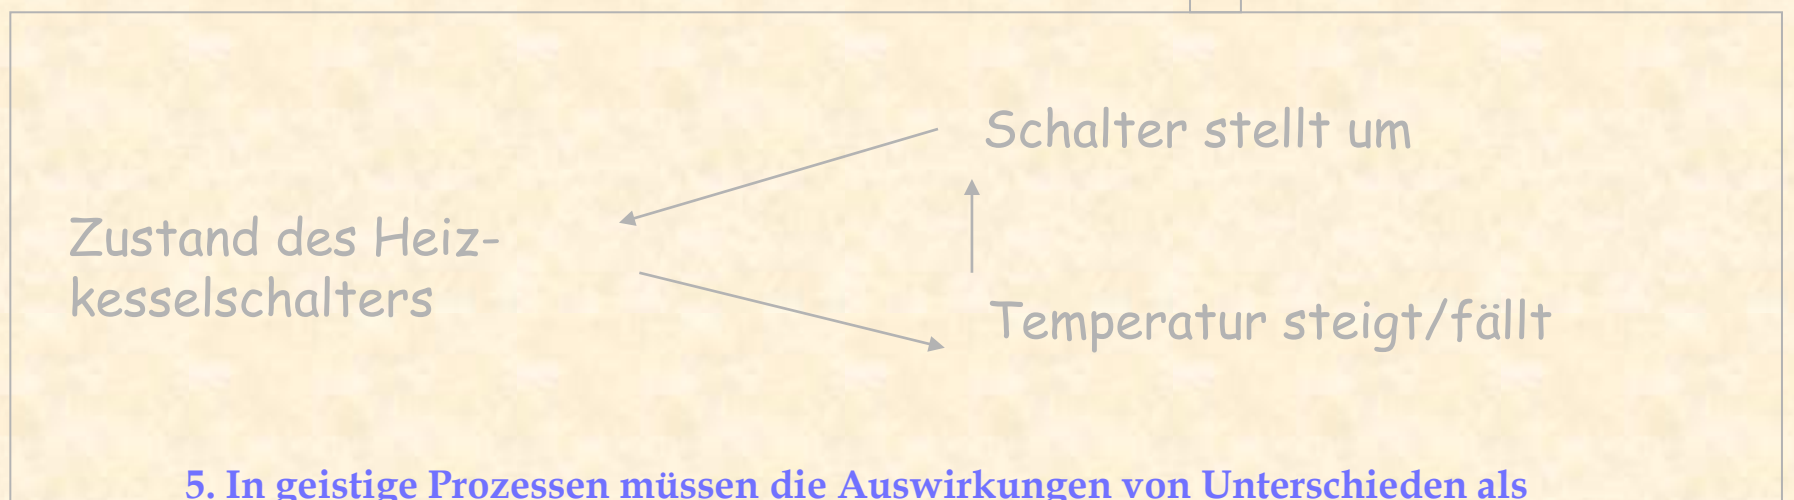 Schalter stellt um
Zustand des Heiz-
kesselschalters
Temperatur steigt/fällt
5. In geistige Prozessen müssen die Auswirkungen von Unterschieden als